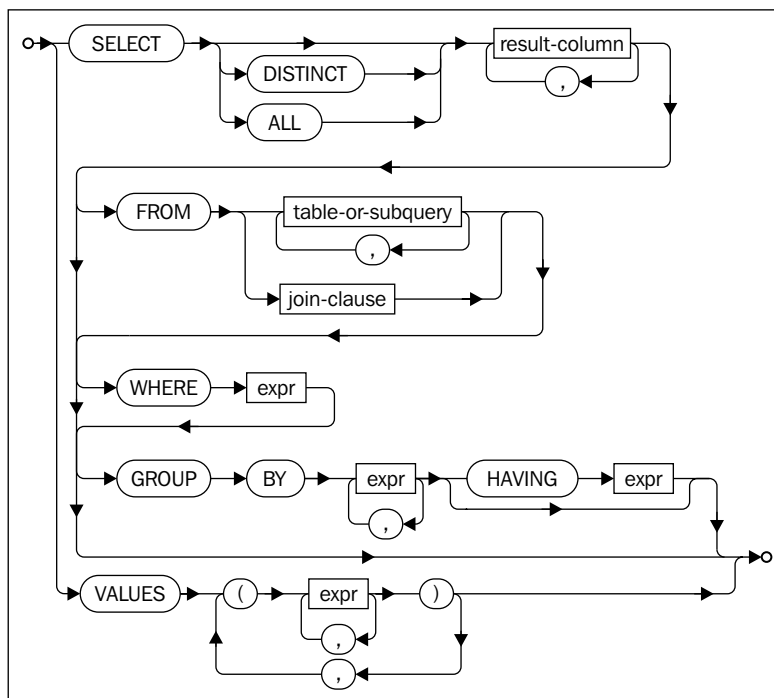 SELECT
DISTINCT
ALL
result-column
,
FROM
table-or-subquery
,
join-clause
WHERE expr
GROUP BY expr HAVING expr
,
VALUES ( expr )
,
,